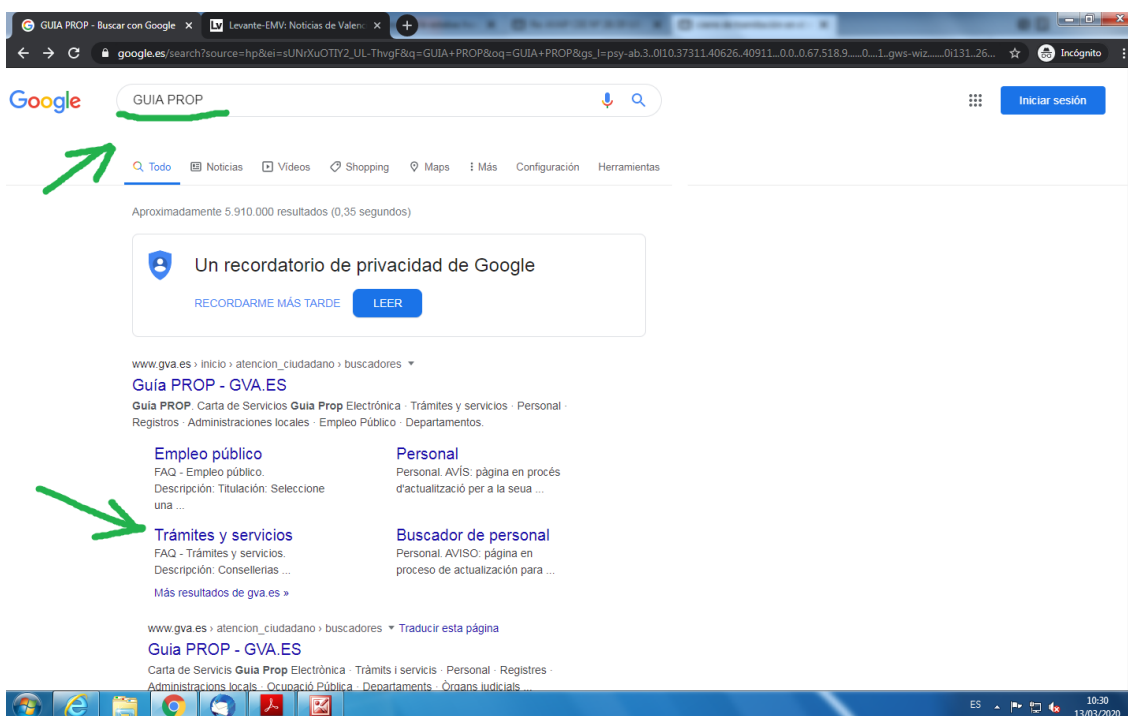 GUIA PROP - Buscar con Google
Levante-EMV: Noticias de Valenc
google.es/search?source=hp&ei=sUNrXuOTIY2_UL-ThvgF&q=GUIA+PROP&oq=GUIA+PROP&gs_l=psy-ab.3..0l10.37311.40626..40911...0.0..0.67.518.9......0....1..gws-wiz.......0i131..26... Incógnito
Google GUIA PROP Iniciar sesión
Todo Noticias Vídeos Shopping Maps Más Configuración Herramientas
Aproximadamente 5.910.000 resultados (0,35 segundos)
Un recordatorio de privacidad de Google
RECORDARME MÁS TARDE LEER
www.gva.es › inicio › atencion_ciudadano › buscadores
Guía PROP - GVA.ES
Guía PROP. Carta de Servicios Guia Prop Electrónica · Trámites y servicios · Personal ·
Registros · Administraciones locales · Empleo Público · Departamentos.
Empleo público
FAQ - Empleo público.
Descripción: Titulación: Seleccione
una ...
Personal
Personal. AVÍS: pàgina en procés
d'actualització per a la seua ...
Trámites y servicios
FAQ - Trámites y servicios.
Descripción: Consellerias ...
Buscador de personal
Personal. AVISO: página en
proceso de actualización para ...
Más resultados de gva.es »
www.gva.es › atencion_ciudadano › buscadores Traducir esta página
Guia PROP - GVA.ES
Carta de Servicis Guia Prop Electrònica · Tràmits i servicis · Personal · Registres ·
Administracions locals · Ocupació Pública · Departaments · Òrgans judicials ...
ES 10:30
13/03/2020